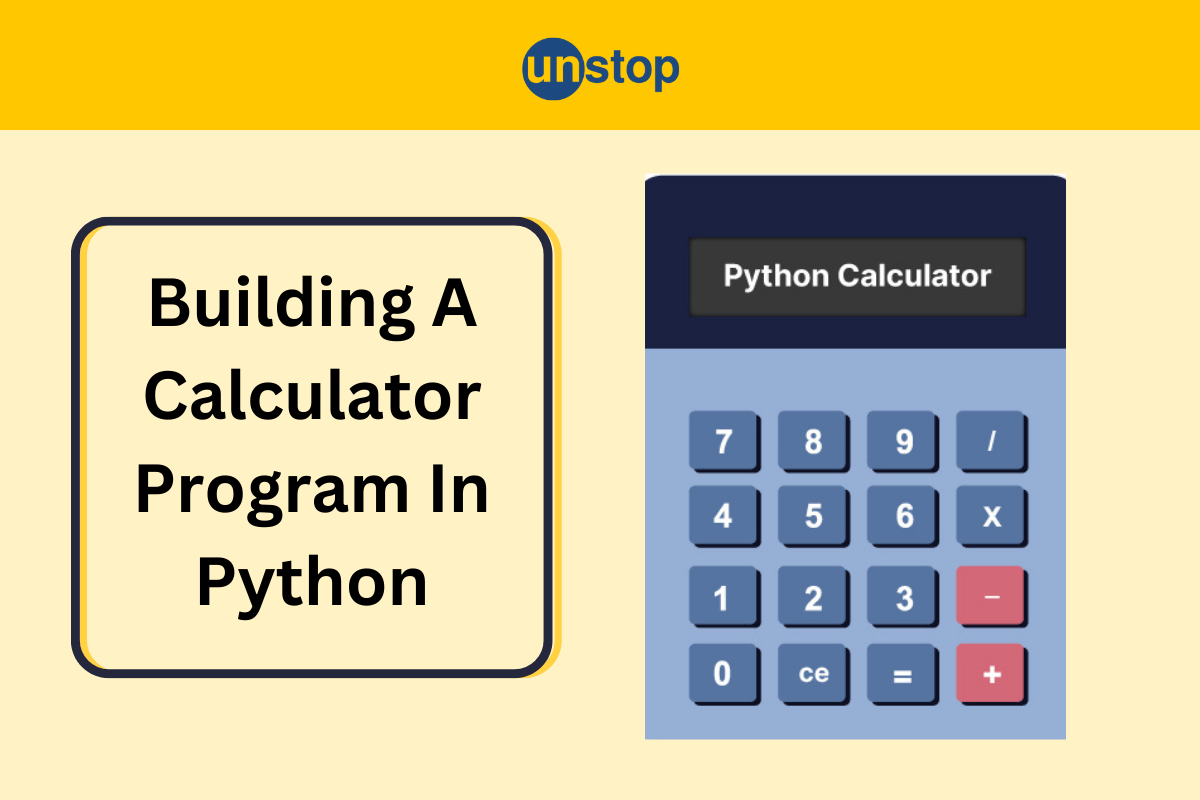 unstop
Building A
Calculator
Program In
Python
Python Calculator
7 8 9 /
4 5 6 X
1 2 3 −
0 ce = +